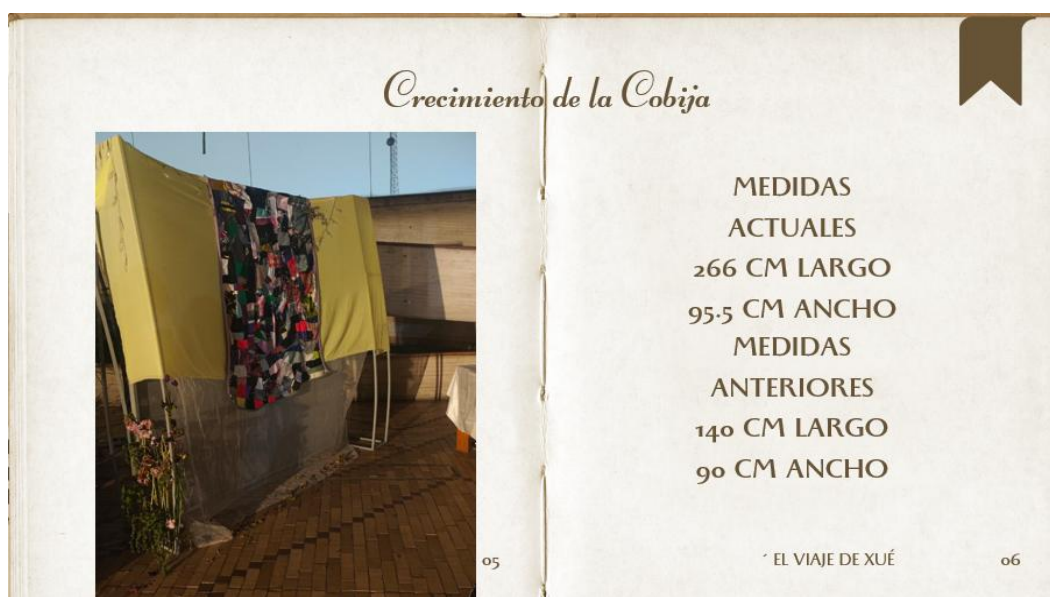 Crecimiento de la Cobija
MEDIDAS
ACTUALES
266 CM LARGO
95.5 CM ANCHO
MEDIDAS
ANTERIORES
140 CM LARGO
90 CM ANCHO
05
´ EL VIAJE DE XUÉ
06